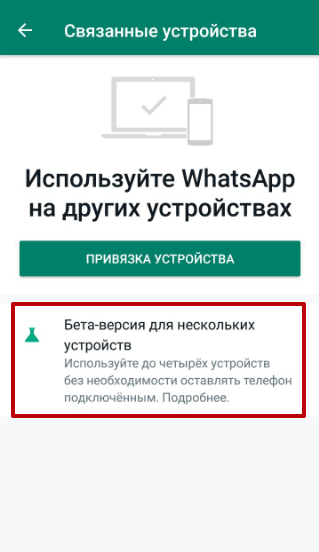 Связанные устройства
Используйте WhatsApp
на других устройствах
ПРИВЯЗКА УСТРОЙСТВА
Бета-версия для нескольких
устройств
Используйте до четырёх устройств
без необходимости оставлять телефон
подключённым. Подробнее.